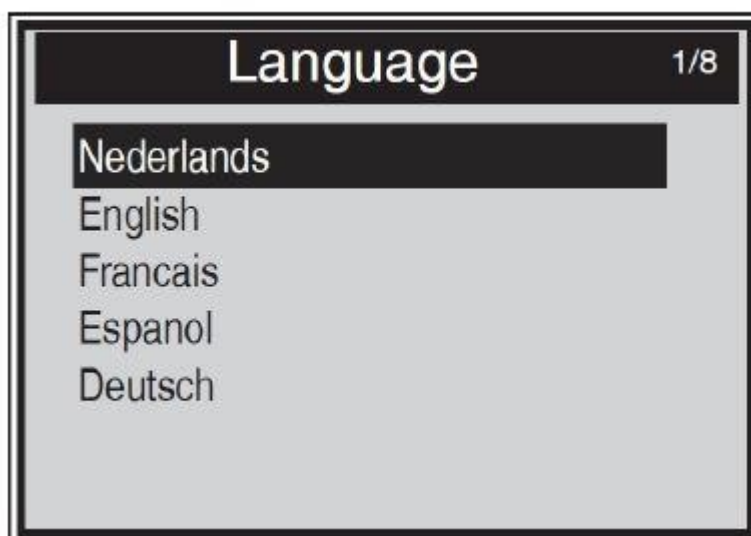 Language 1/8
Nederlands
English
Francais
Espanol
Deutsch